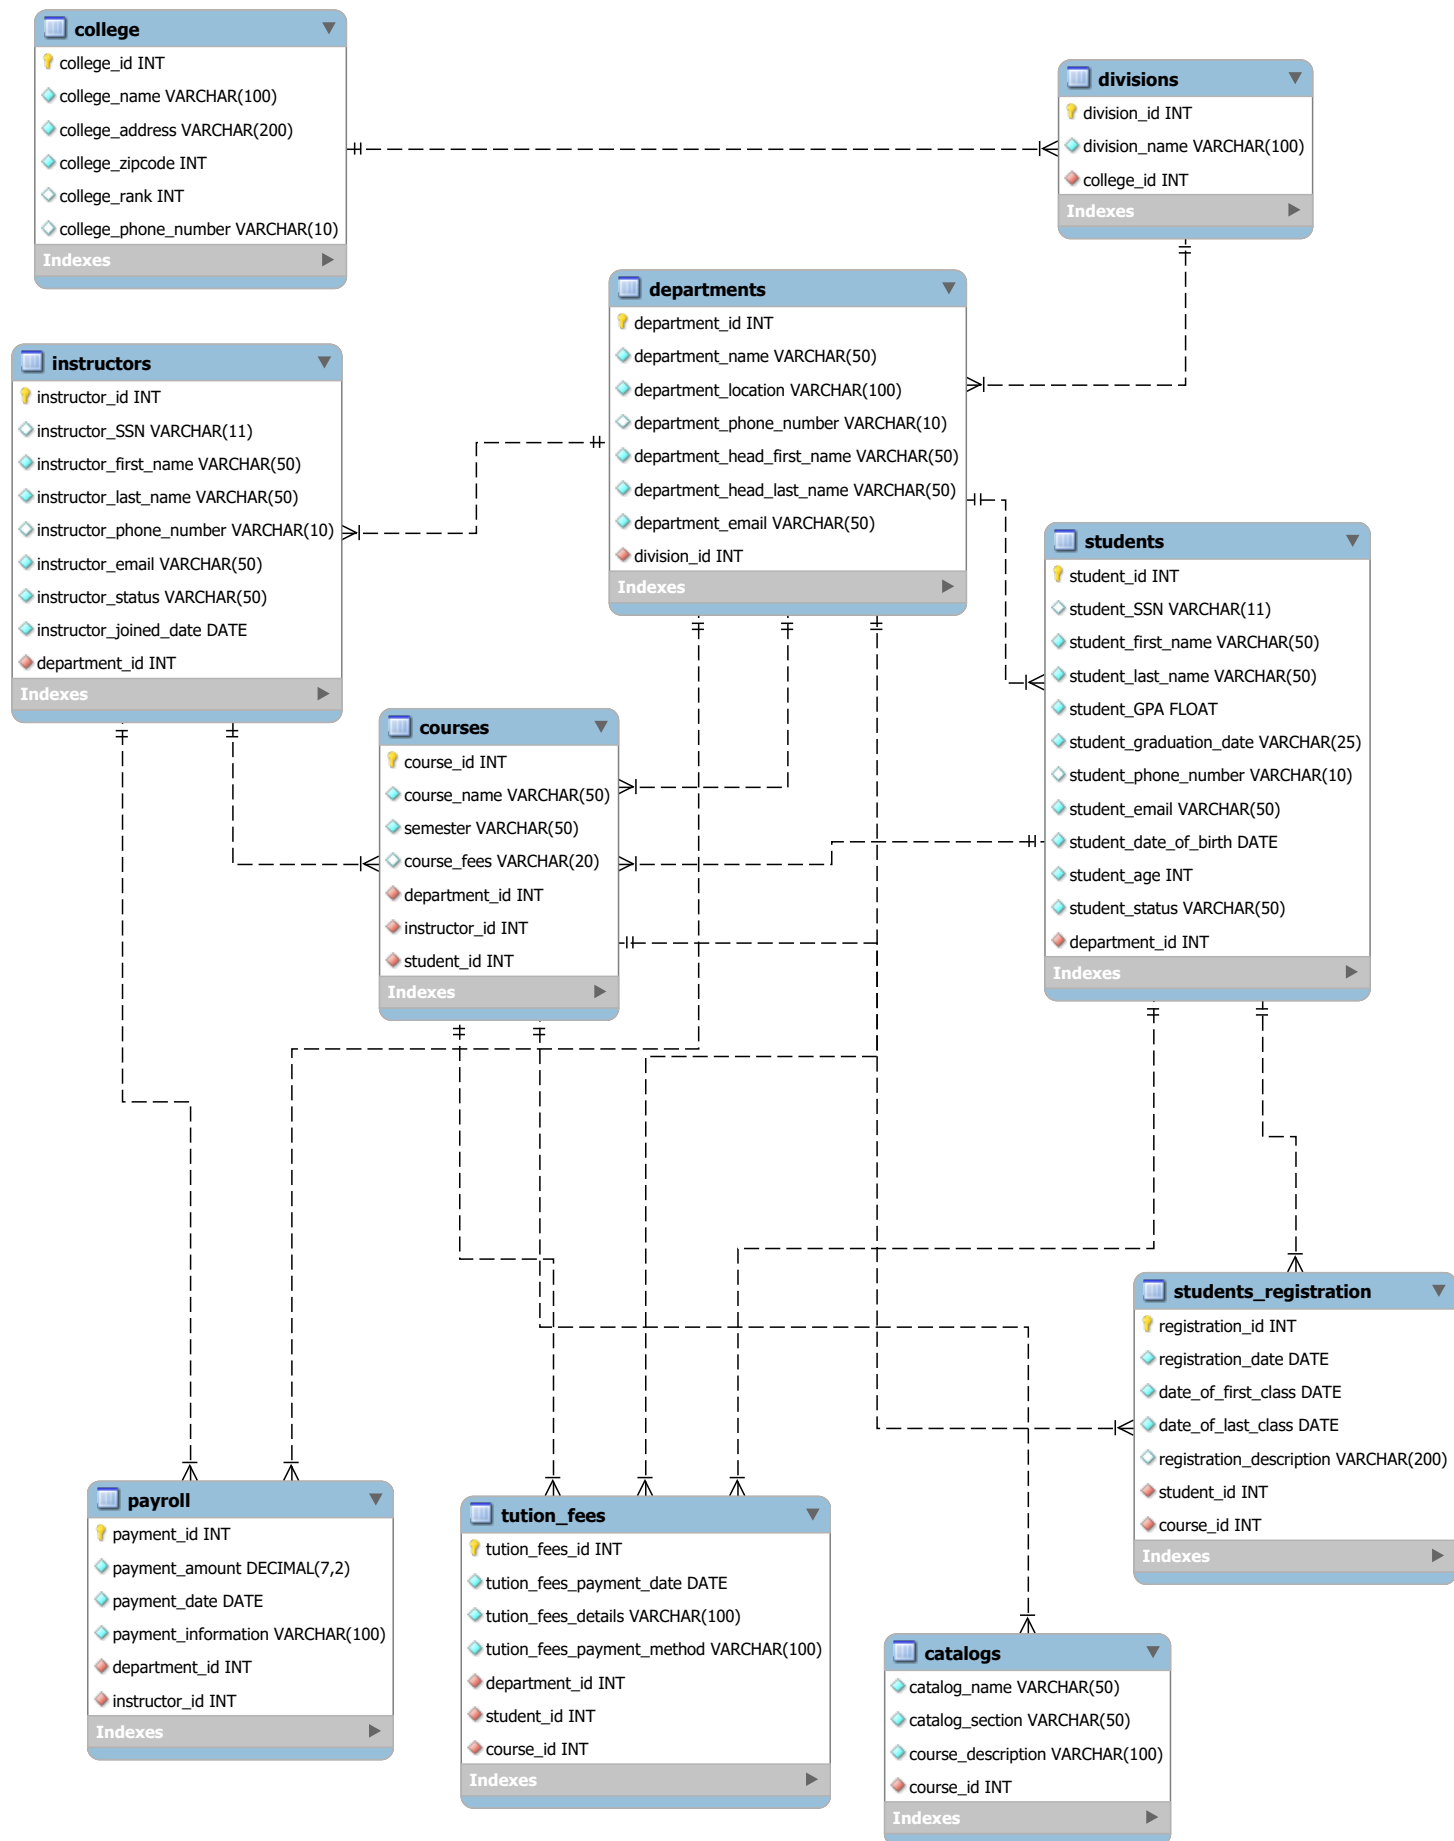 college
college_id INT
college_name VARCHAR(100)
college_address VARCHAR(200)
college_zipcode INT
college_rank INT
college_phone_number VARCHAR(10)
Indexes
divisions
division_id INT
division_name VARCHAR(100)
college_id INT
Indexes
departments
department_id INT
department_name VARCHAR(50)
department_location VARCHAR(100)
department_phone_number VARCHAR(10)
department_head_first_name VARCHAR(50)
department_head_last_name VARCHAR(50)
department_email VARCHAR(50)
division_id INT
Indexes
instructors
instructor_id INT
instructor_SSN VARCHAR(11)
instructor_first_name VARCHAR(50)
instructor_last_name VARCHAR(50)
instructor_phone_number VARCHAR(10)
instructor_email VARCHAR(50)
instructor_status VARCHAR(50)
instructor_joined_date DATE
department_id INT
Indexes
students
student_id INT
student_SSN VARCHAR(11)
student_first_name VARCHAR(50)
student_last_name VARCHAR(50)
student_GPA FLOAT
student_graduation_date VARCHAR(25)
student_phone_number VARCHAR(10)
student_email VARCHAR(50)
student_date_of_birth DATE
student_age INT
student_status VARCHAR(50)
department_id INT
Indexes
courses
course_id INT
course_name VARCHAR(50)
semester VARCHAR(50)
course_fees VARCHAR(20)
department_id INT
instructor_id INT
student_id INT
Indexes
students_registration
registration_id INT
registration_date DATE
date_of_first_class DATE
date_of_last_class DATE
registration_description VARCHAR(200)
student_id INT
course_id INT
Indexes
payroll
payment_id INT
payment_amount DECIMAL(7,2)
payment_date DATE
payment_information VARCHAR(100)
department_id INT
instructor_id INT
Indexes
tution_fees
tution_fees_id INT
tution_fees_payment_date DATE
tution_fees_details VARCHAR(100)
tution_fees_payment_method VARCHAR(100)
department_id INT
student_id INT
course_id INT
Indexes
catalogs
catalog_name VARCHAR(50)
catalog_section VARCHAR(50)
course_description VARCHAR(100)
course_id INT
Indexes